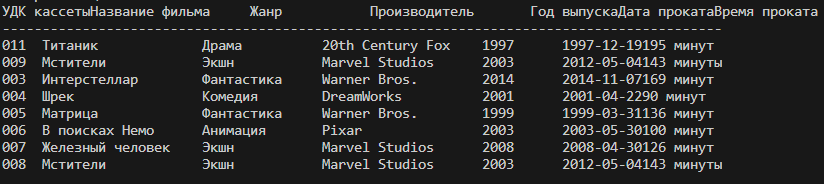 УДК кассетыНазвание фильма     Жанр           Производитель       Год выпускаДата прокатаВремя проката
------------------------------------------------------------------------------------------
011  Титаник             Драма          20th Century Fox    1997      1997-12-19195 минут
009  Мстители            Экшн           Marvel Studios      2003      2012-05-04143 минуты
003  Интерстеллар        Фантастика     Warner Bros.        2014      2014-11-07169 минут
004  Шрек                Комедия        DreamWorks          2001      2001-04-2290 минут
005  Матрица             Фантастика     Warner Bros.        1999      1999-03-31136 минут
006  В поисках Немо      Анимация       Pixar               2003      2003-05-30100 минут
007  Железный человек    Экшн           Marvel Studios      2008      2008-04-30126 минут
008  Мстители            Экшн           Marvel Studios      2003      2012-05-04143 минуты